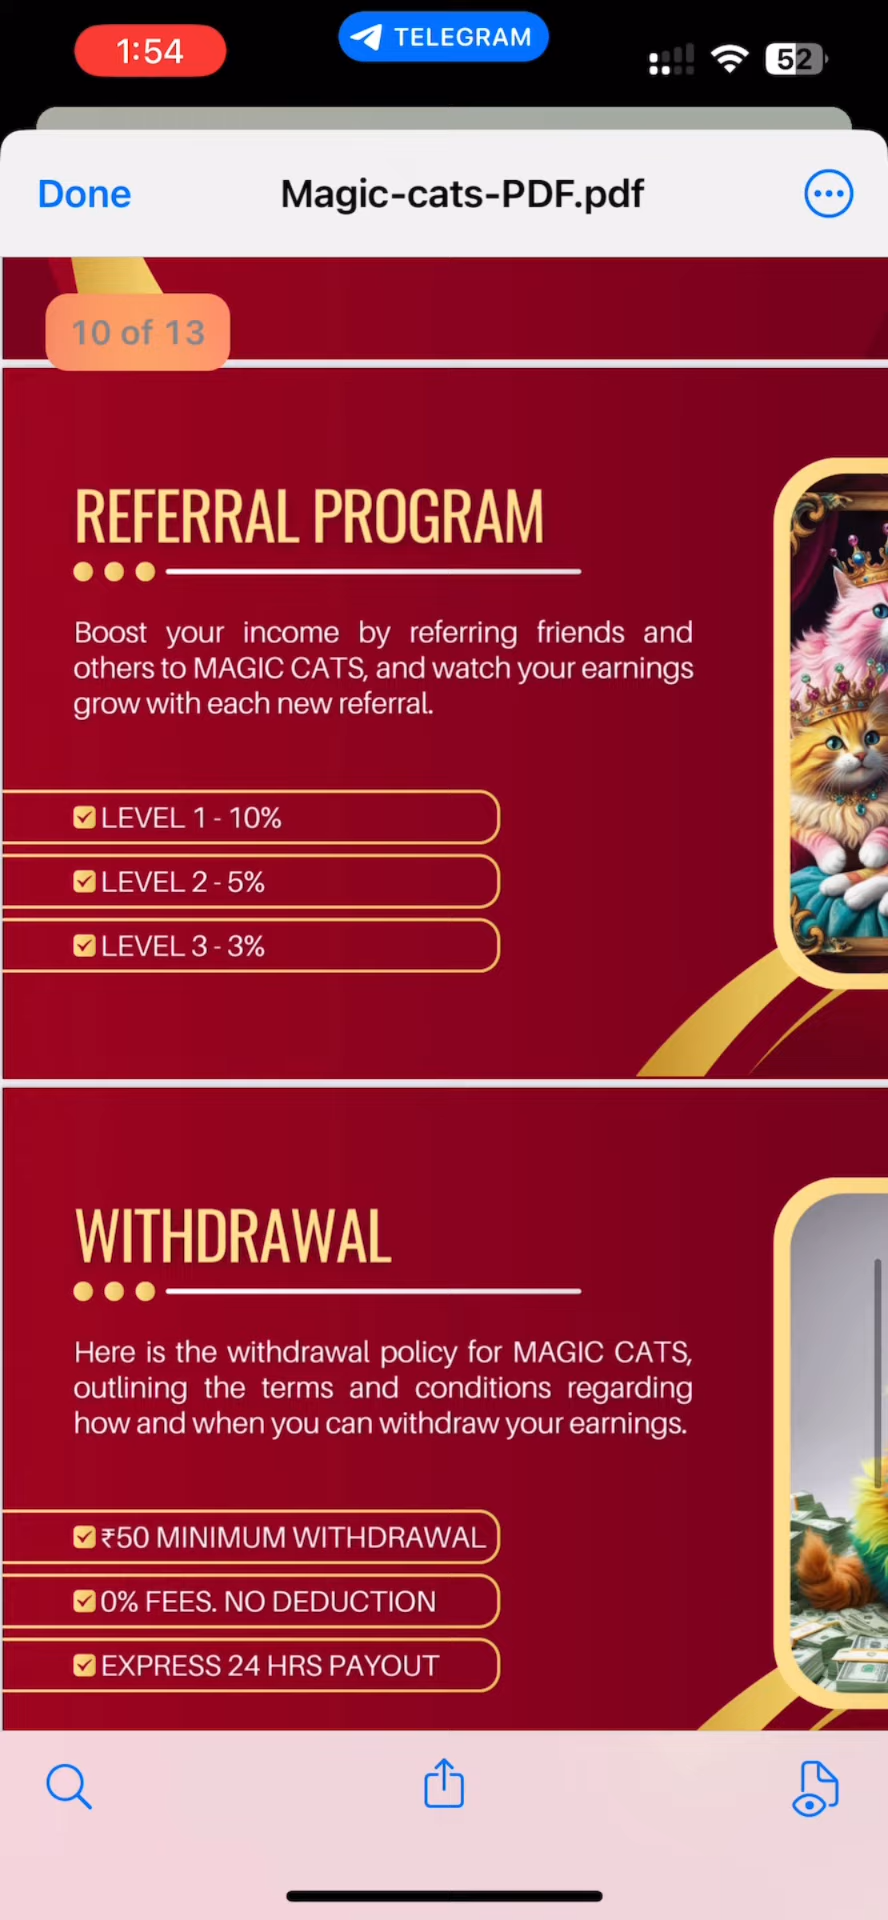 1:54
TELEGRAM
52
Done
Magic-cats-PDF.pdf
10 of 13
REFERRAL PROGRAM
Boost your income by referring friends and
others to MAGIC CATS, and watch your earnings
grow with each new referral.
LEVEL 1 - 10%
LEVEL 2 - 5%
LEVEL 3 - 3%
WITHDRAWAL
Here is the withdrawal policy for MAGIC CATS,
outlining the terms and conditions regarding
how and when you can withdraw your earnings.
₹50 MINIMUM WITHDRAWAL
0% FEES. NO DEDUCTION
EXPRESS 24 HRS PAYOUT